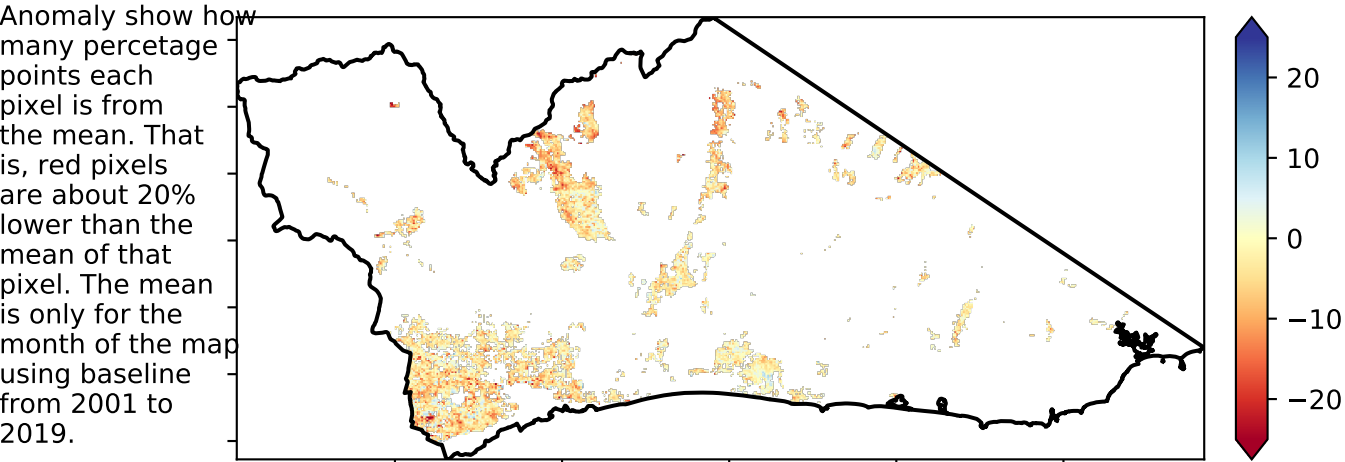 Anomaly show how
many percetage
points each
pixel is from
the mean. That
is, red pixels
are about 20%
lower than the
mean of that
pixel. The mean
is only for the
month of the map
using baseline
from 2001 to
2019.
20
10
0
−10
−20